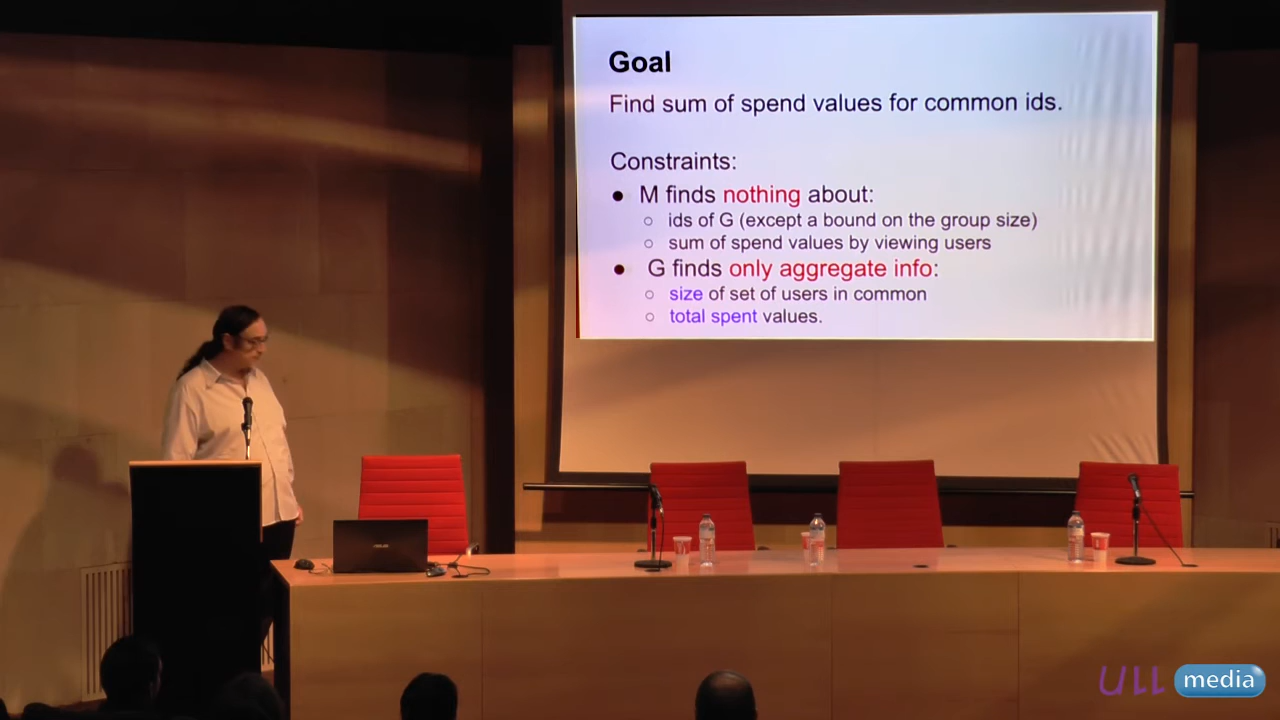 Goal
Find sum of spend values for common ids.
Constraints:
● M finds nothing about:
○ ids of G (except a bound on the group size)
○ sum of spend values by viewing users
● G finds only aggregate info:
○ size of set of users in common
○ total spent values.
ASUS
ULL media